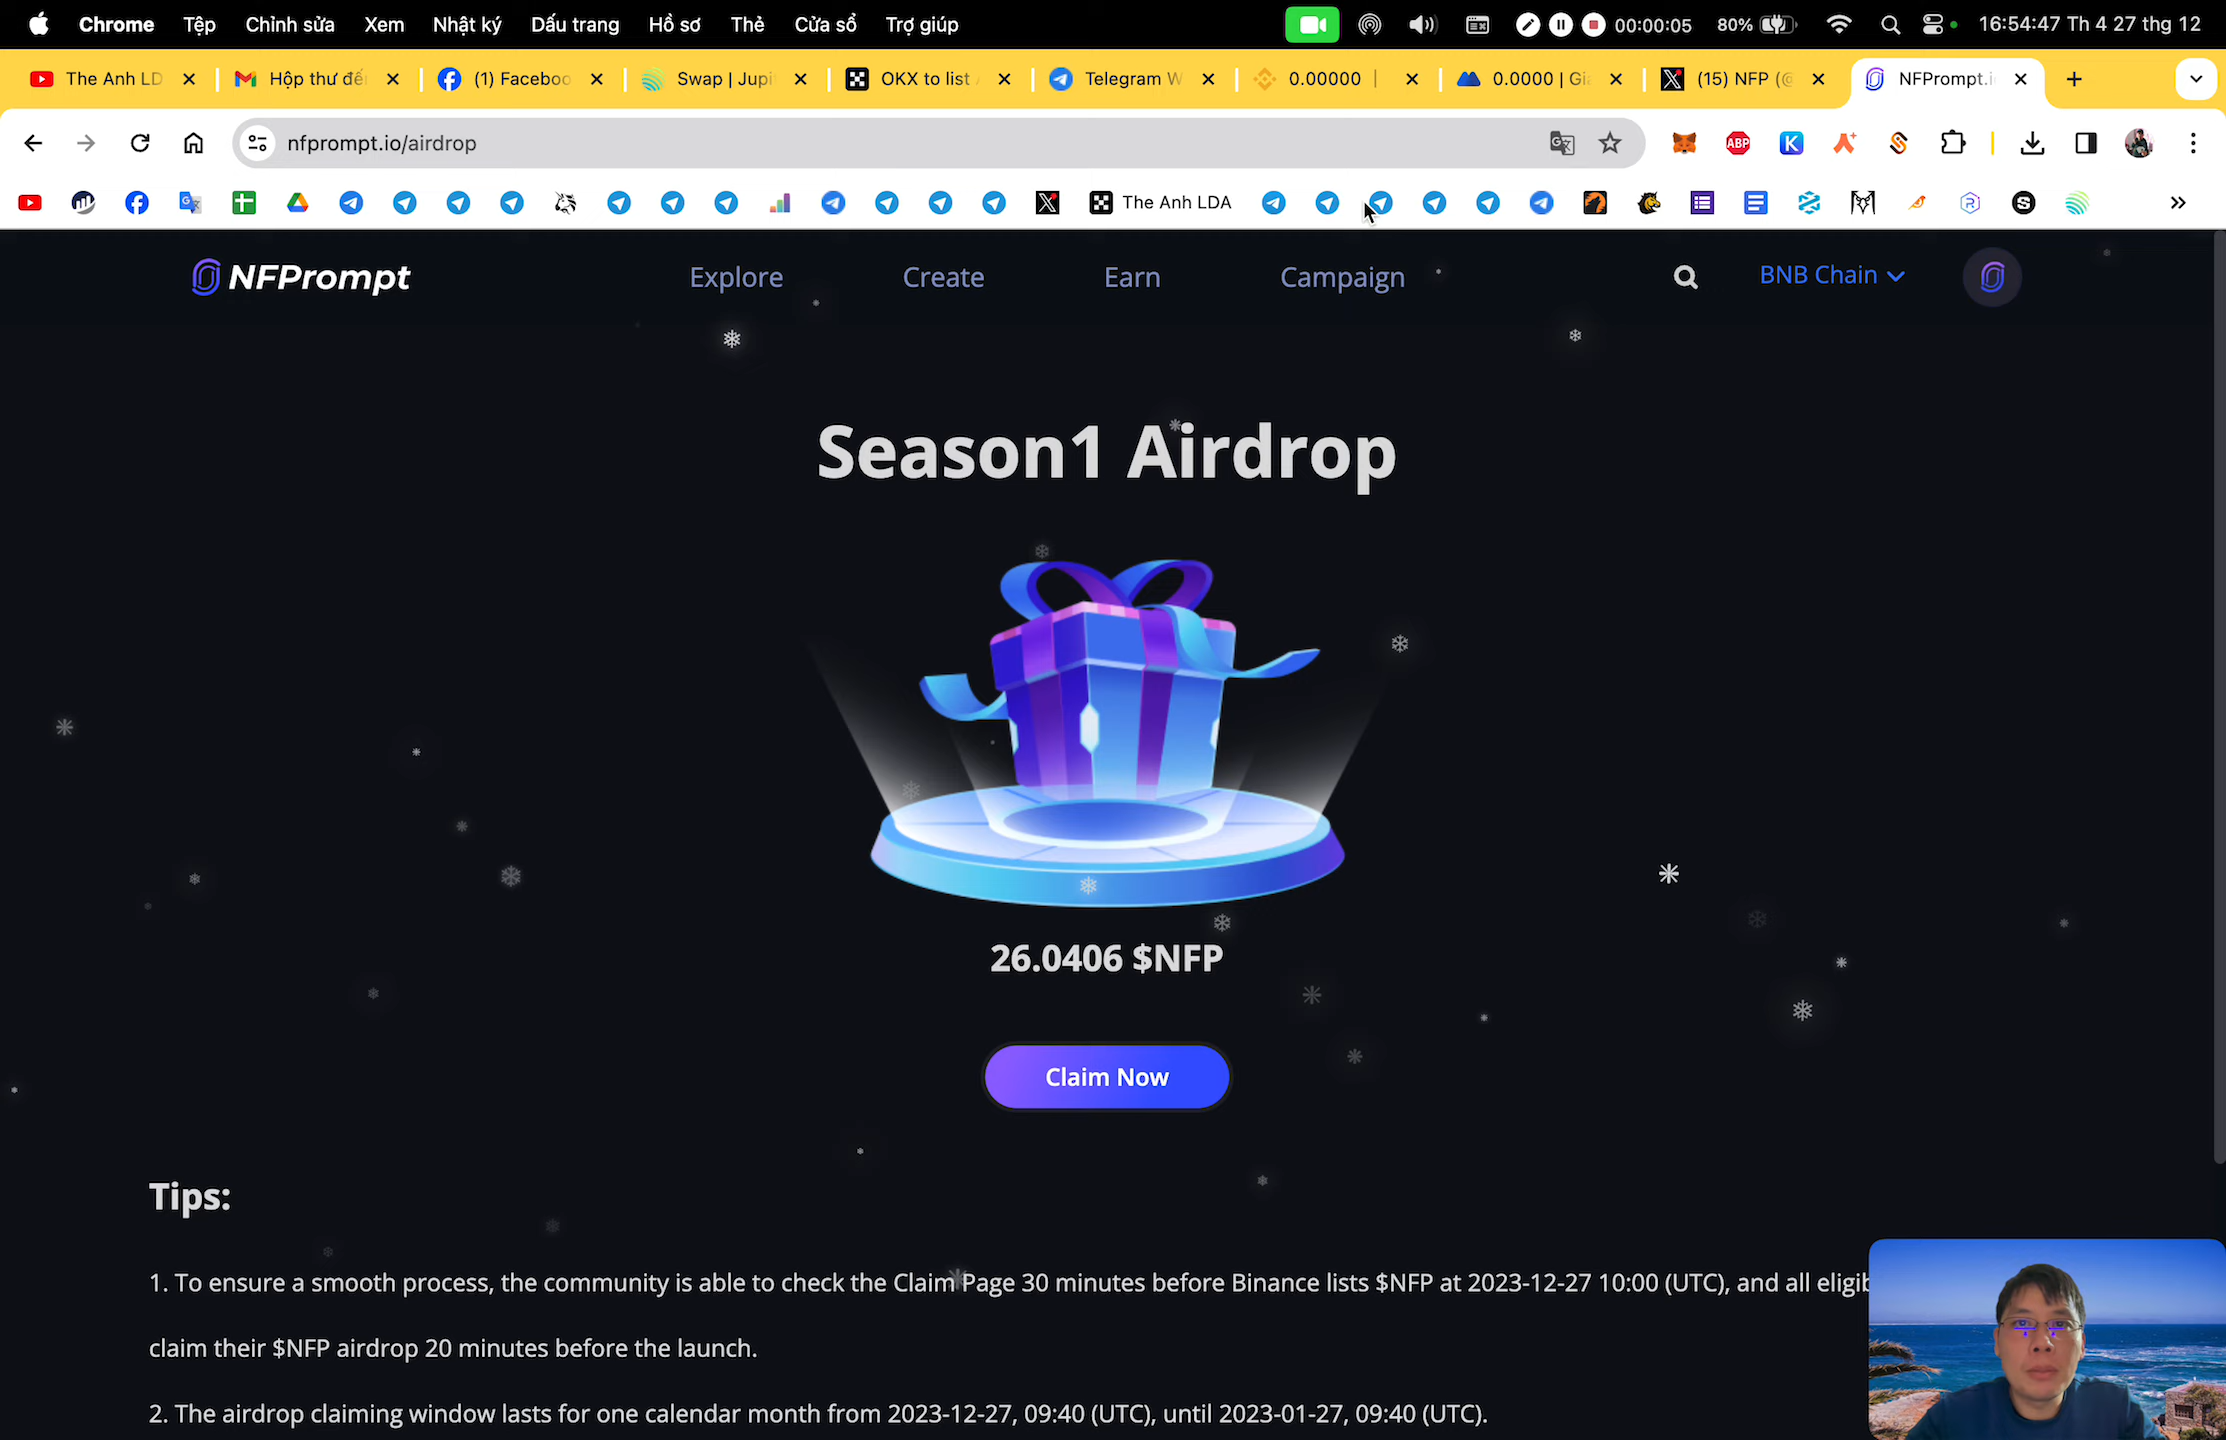 Chrome Tệp Chỉnh sửa Xem Nhật ký Dấu trang Hồ sơ Thẻ Cửa sổ Trợ giúp 00:00:05 80% 16:54:47 Th 4 27 thg 12
The Anh LD Hộp thư đế (1) Faceboo Swap | Jupi OKX to list Telegram W 0.00000 | 0.0000 | Gi (15) NFP (@ NFPrompt.i
nfprompt.io/airdrop ABP
The Anh LDA
NFPrompt Explore Create Earn Campaign BNB Chain
Season1 Airdrop
26.0406 $NFP
Claim Now
Tips:
1. To ensure a smooth process, the community is able to check the Claim Page 30 minutes before Binance lists $NFP at 2023-12-27 10:00 (UTC), and all eligib
claim their $NFP airdrop 20 minutes before the launch.
2. The airdrop claiming window lasts for one calendar month from 2023-12-27, 09:40 (UTC), until 2023-01-27, 09:40 (UTC).